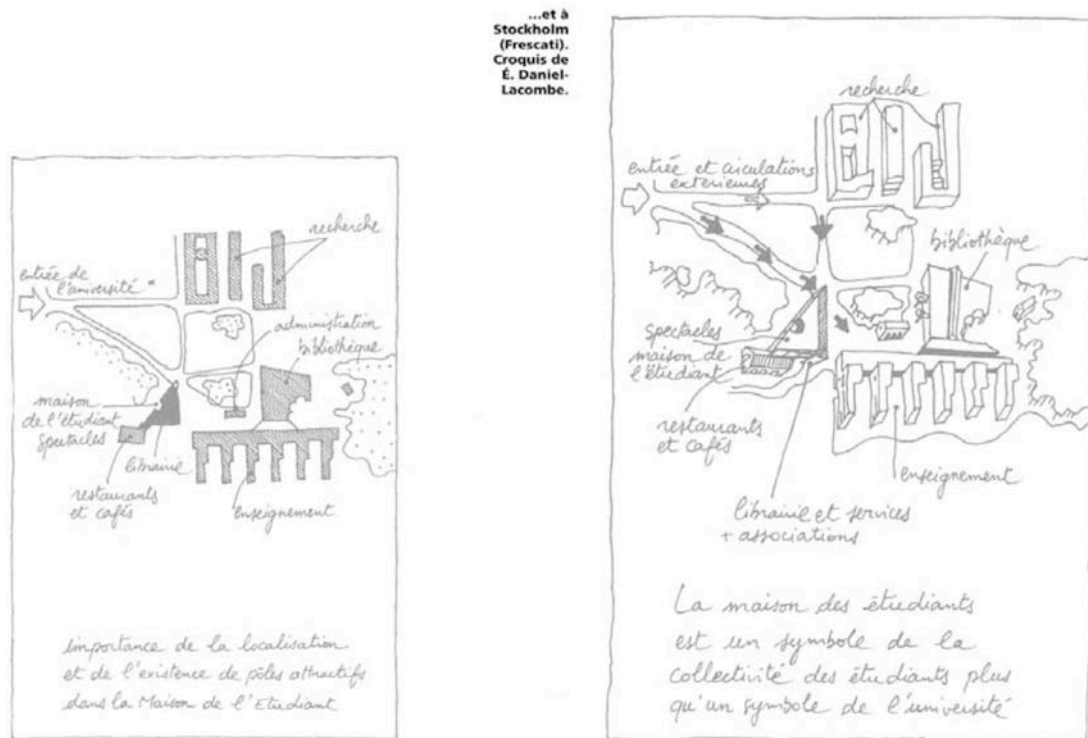 ...et à
Stockholm
(Frescati).
Croquis de
É. Daniel-
Lacombe.
recherche
entrée de
l'université
administration
bibliothèque
maison
de l'étudiant
spectacles
librairie
restaurants
et cafés
enseignement
importance de la localisation
et de l'existence de pôles attractifs
dans la Maison de l'Etudiant
recherche
entrée et circulations
exterieures
bibliothèque
spectacles
maison de
l'étudiant
restaurants
et cafés
enseignement
librairie et services
+ associations
La maison des étudiants
est un symbole de la
collectivité des étudiants plus
qu'un symbole de l'université